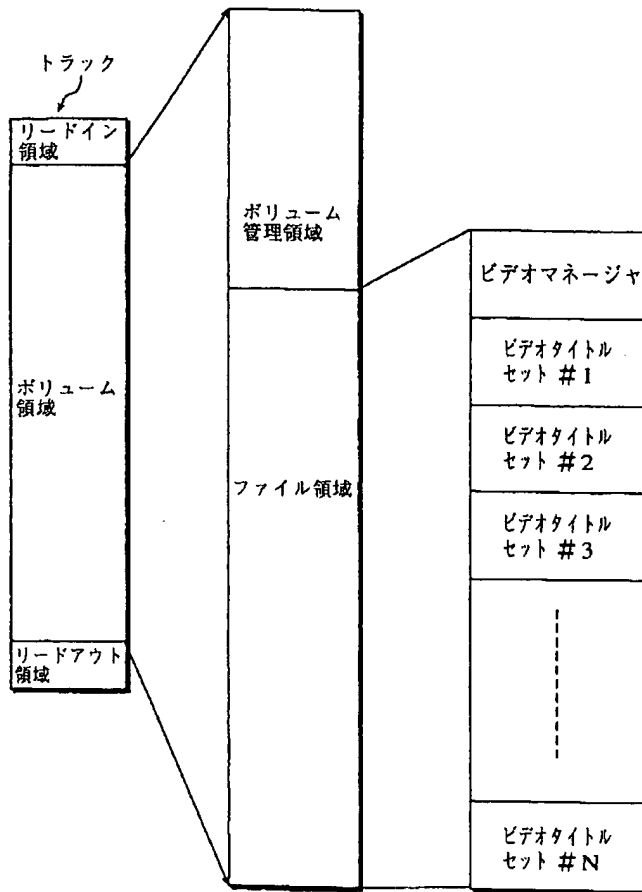 トラック
リードイン
領域
ボリューム
領域
リードアウト
領域
ボリューム
管理領域
ファイル領域
ビデオマネージャ
ビデオタイトル
セット #1
ビデオタイトル
セット #2
ビデオタイトル
セット #3
ビデオタイトル
セット #N